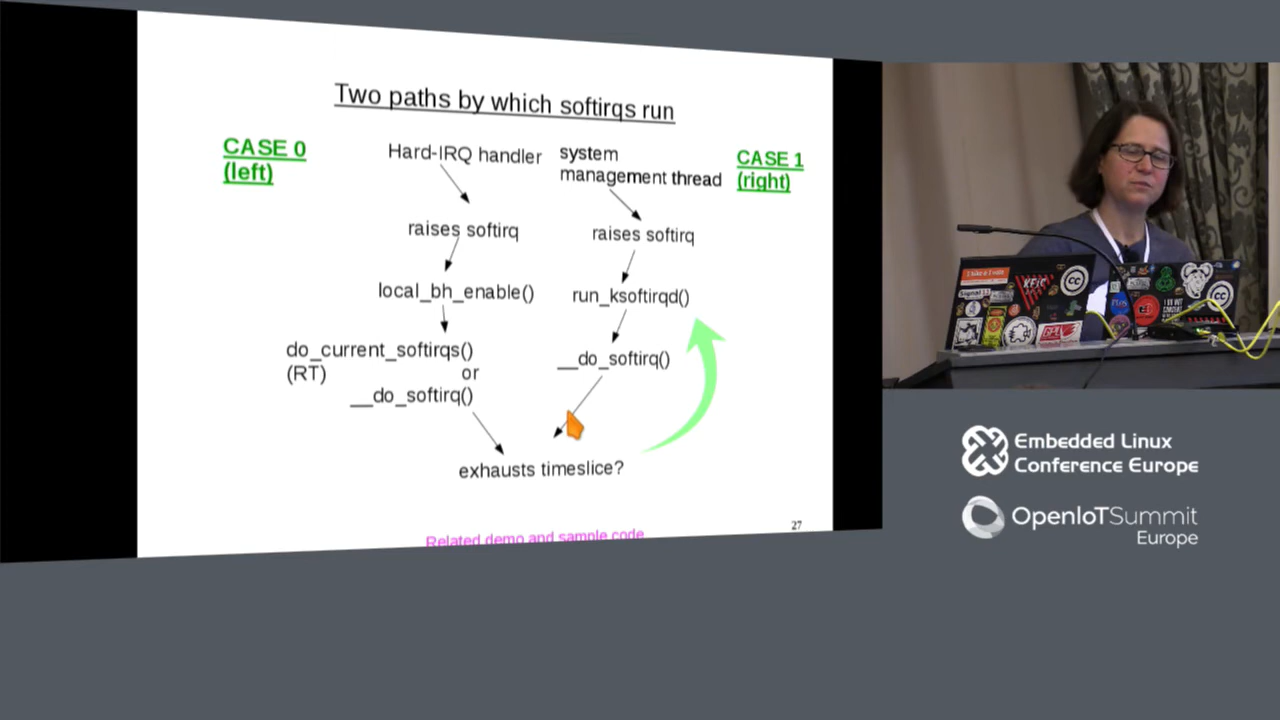 Two paths by which softirqs run
CASE 0
(left)
Hard-IRQ handler
system
management thread
CASE 1
(right)
raises softirq
raises softirq
local_bh_enable()
run_ksoftirqd()
do_current_softirqs()
(RT)
or
__do_softirq()
__do_softirq()
exhausts timeslice?
27
Related demo and sample code
KFIC
GPL
Embedded Linux
Conference Europe
OpenIoTSummit
Europe